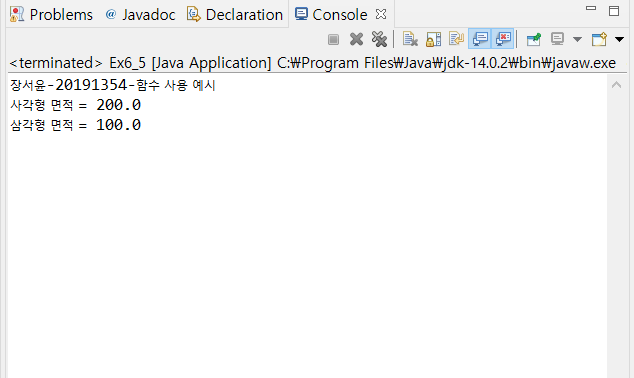 Problems @ Javadoc Declaration Console
<terminated> Ex6_5 [Java Application] C:₩Program Files₩Java₩jdk-14.0.2₩bin₩javaw.exe
장서윤-20191354-함수 사용 예시
사각형 면적 = 200.0
삼각형 면적 = 100.0